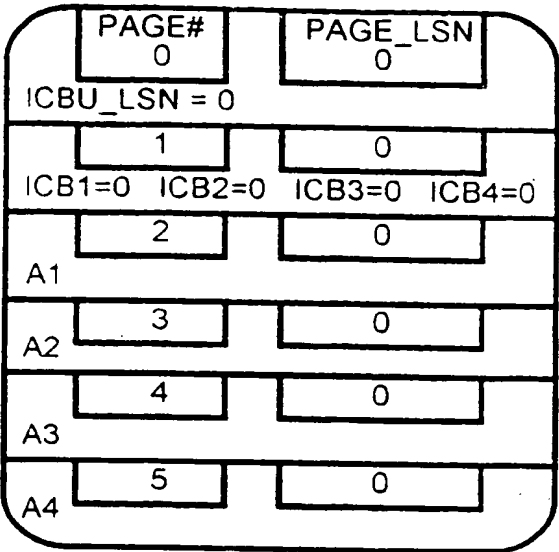 PAGE# PAGE_LSN
0 0
ICBU_LSN = 0
1 0
ICB1=0 ICB2=0 ICB3=0 ICB4=0
2 0
A1
3 0
A2
4 0
A3
5 0
A4